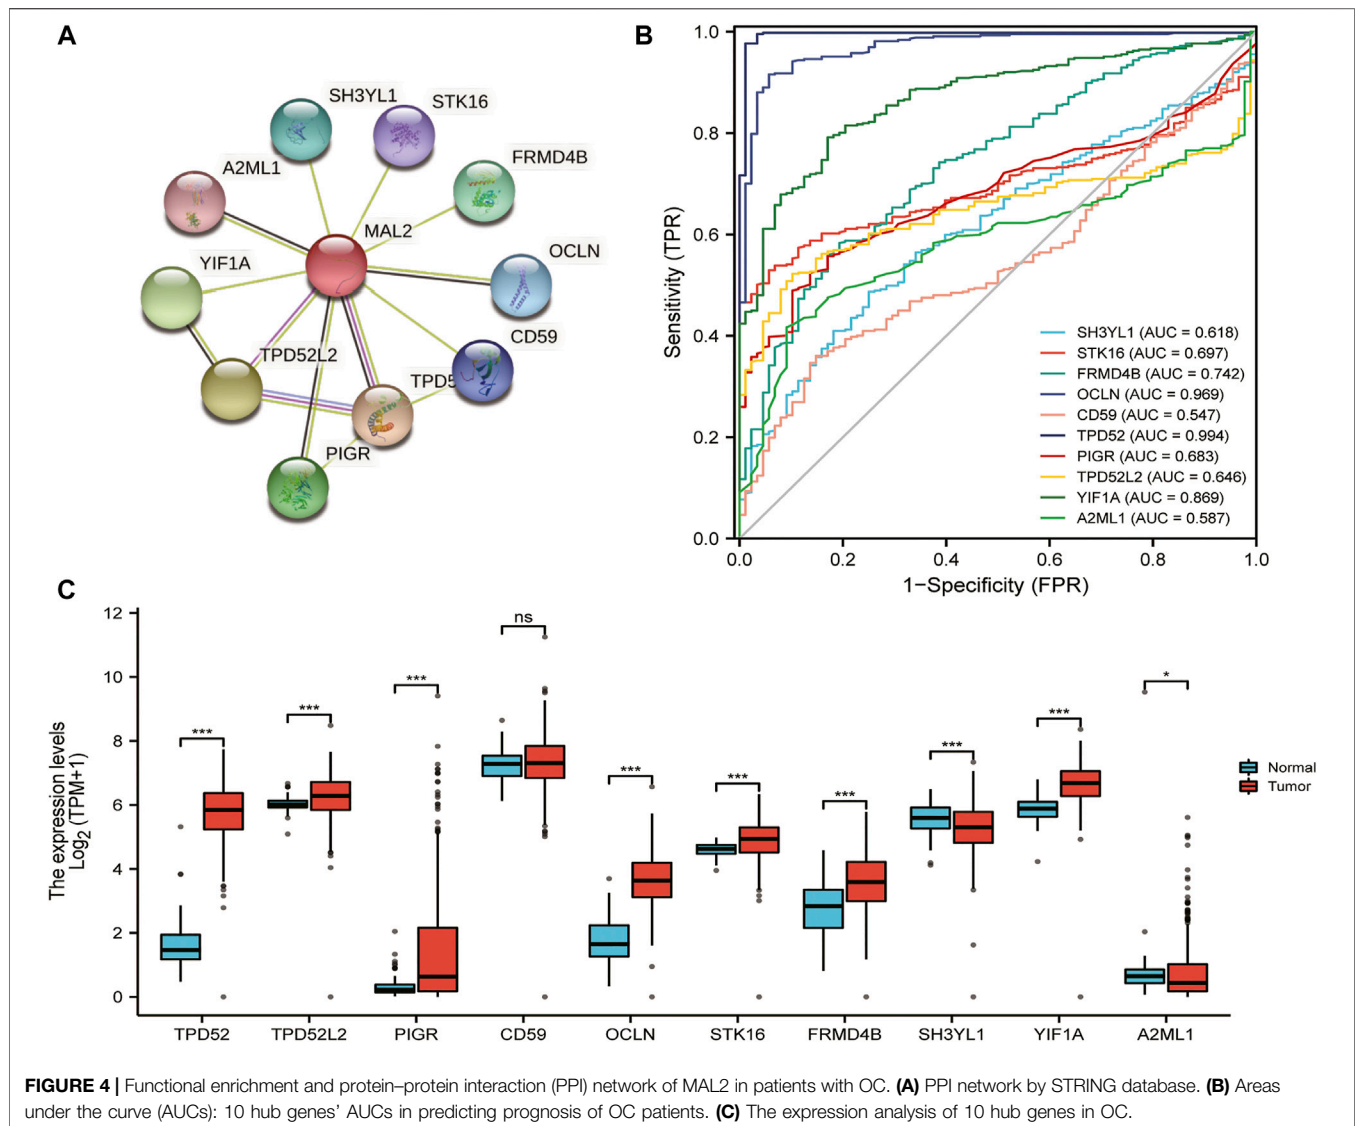 A
SH3YL1
STK16
A2ML1
FRMD4B
MAL2
YIF1A
OCLN
CD59
TPD52L2
TPD5
PIGR
B
1.0
0.8
0.6
0.4
0.2
0.0
Sensitivity (TPR)
SH3YL1 (AUC = 0.618)
STK16 (AUC = 0.697)
FRMD4B (AUC = 0.742)
OCLN (AUC = 0.969)
CD59 (AUC = 0.547)
TPD52 (AUC = 0.994)
PIGR (AUC = 0.683)
TPD52L2 (AUC = 0.646)
YIF1A (AUC = 0.869)
A2ML1 (AUC = 0.587)
0.0 0.2 0.4 0.6 0.8 1.0
1−Specificity (FPR)
C
The expression levels
Log2 (TPM+1)
12
10
8
6
4
2
0
*** *** *** ns *** *** *** *** *** *
Normal
Tumor
TPD52 TPD52L2 PIGR CD59 OCLN STK16 FRMD4B SH3YL1 YIF1A A2ML1
FIGURE 4 | Functional enrichment and protein–protein interaction (PPI) network of MAL2 in patients with OC. (A) PPI network by STRING database. (B) Areas
under the curve (AUCs): 10 hub genes’ AUCs in predicting prognosis of OC patients. (C) The expression analysis of 10 hub genes in OC.